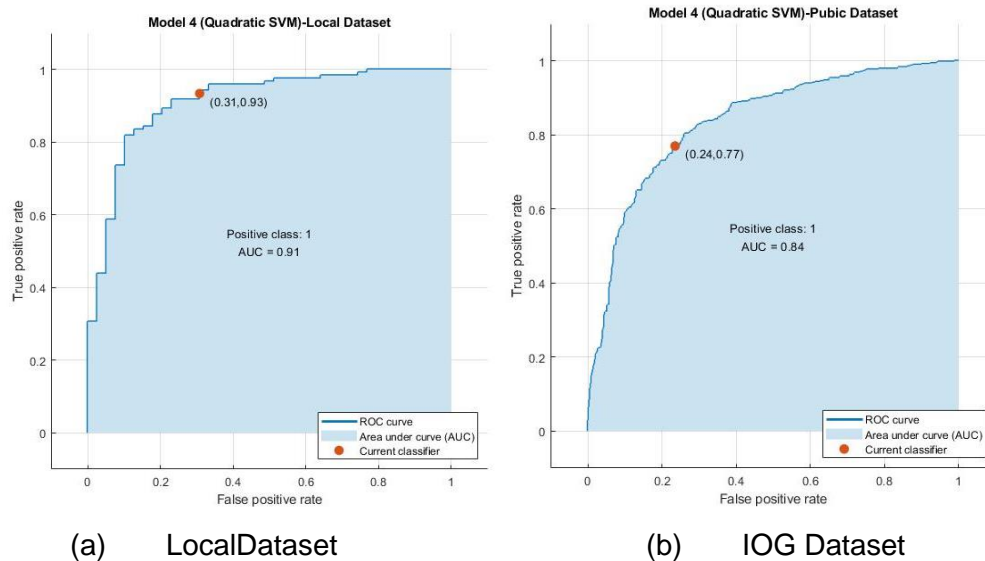 Model 4 (Quadratic SVM)-Local Dataset
1
0.8
0.6
0.4
0.2
0
True positive rate
(0.31,0.93)
Positive class: 1
AUC = 0.91
ROC curve
Area under curve (AUC)
Current classifier
0 0.2 0.4 0.6 0.8 1
False positive rate
(a) LocalDataset
Model 4 (Quadratic SVM)-Pubic Dataset
1
0.8
0.6
0.4
0.2
0
True positive rate
(0.24,0.77)
Positive class: 1
AUC = 0.84
ROC curve
Area under curve (AUC)
Current classifier
0 0.2 0.4 0.6 0.8 1
False positive rate
(b) IOG Dataset